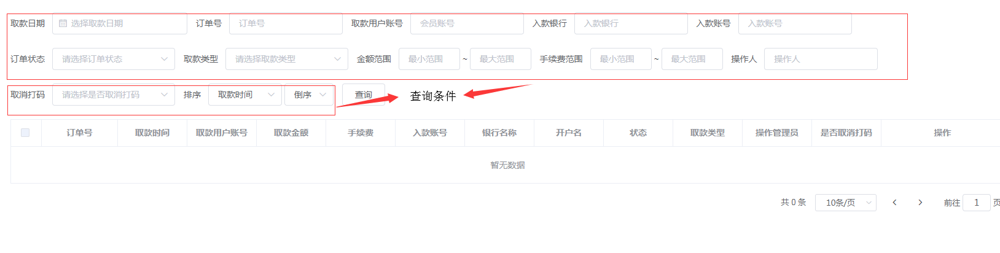 取款日期 选择取款日期 订单号 订单号 取款用户账号 会员账号 入款银行 入款银行 入款账号 入款账号
订单状态 请选择订单状态 取款类型 请选择取款类型 金额范围 最小范围 ~ 最大范围 手续费范围 最小范围 ~ 最大范围 操作人 操作人
取消打码 请选择是否取消打码 排序 取款时间 倒序 查询 查询条件
订单号 取款时间 取款用户账号 取款金额 手续费 入款账号 银行名称 开户名 状态 取款类型 操作管理员 是否取消打码 操作
暂无数据
共 0 条 10条/页 前往 1 页